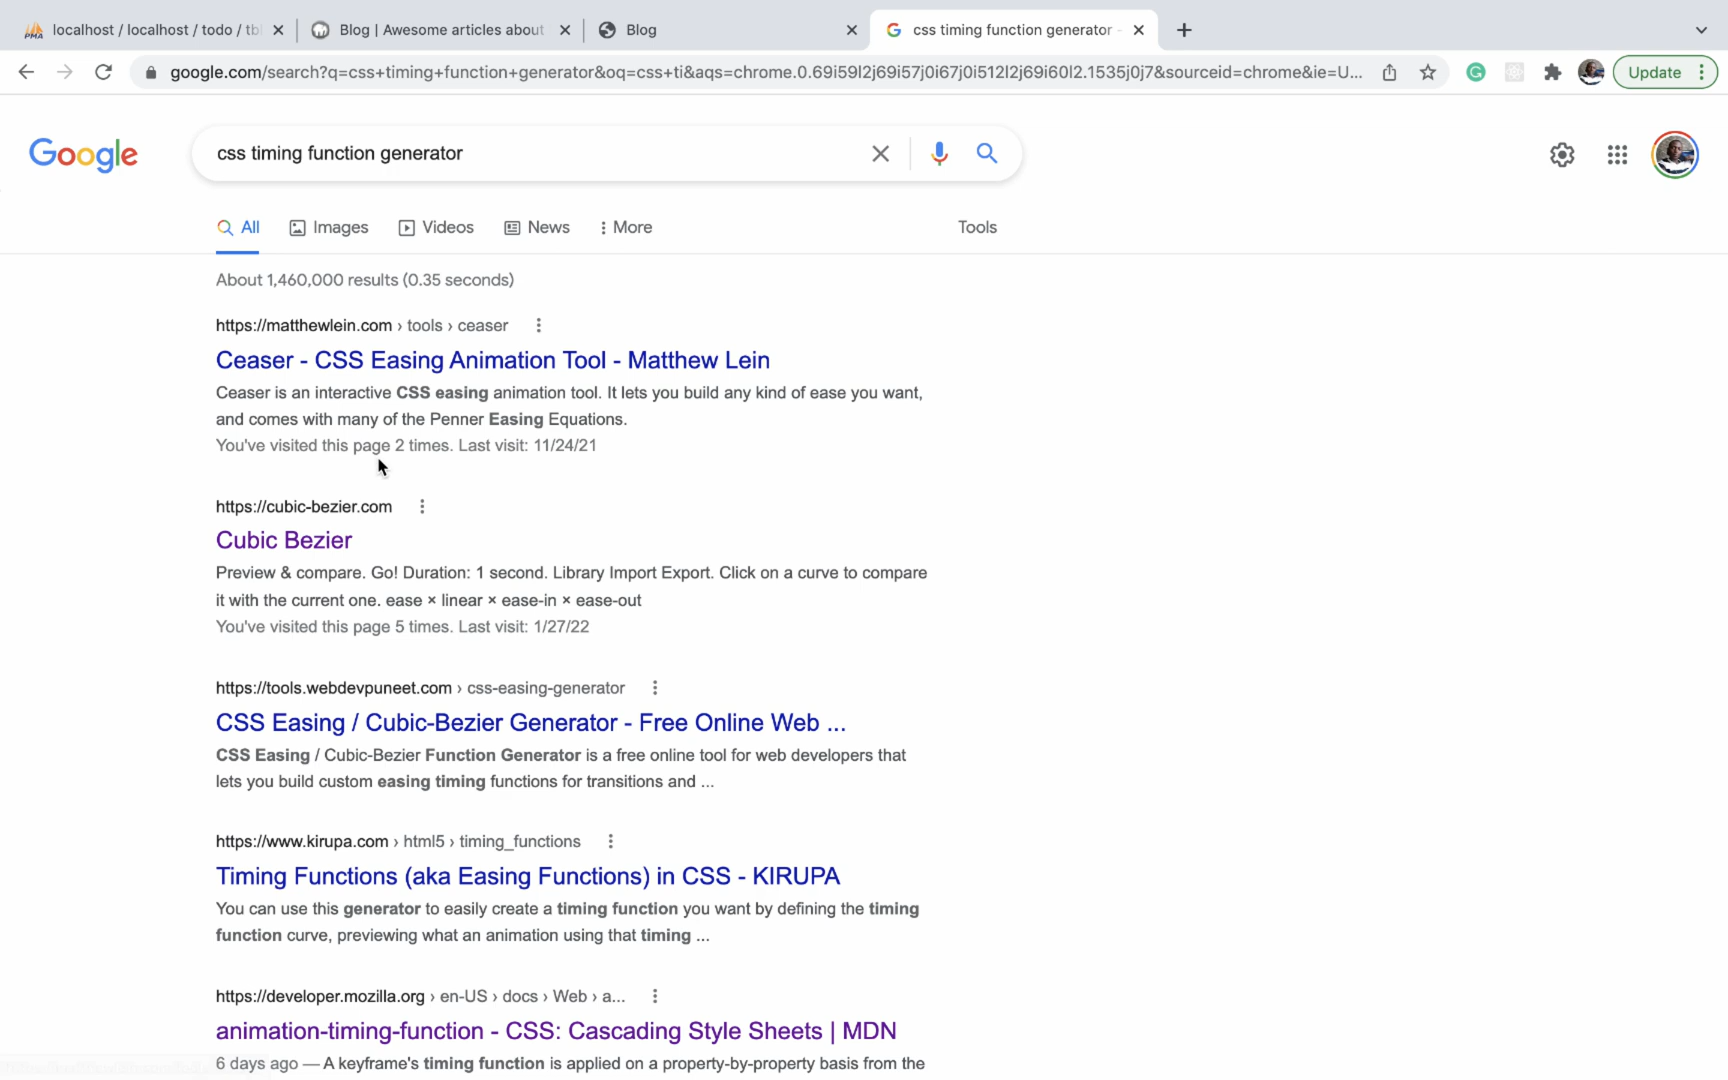 localhost / localhost / todo / tbl
Blog | Awesome articles about
Blog
css timing function generator -
google.com/search?q=css+timing+function+generator&oq=css+ti&aqs=chrome.0.69i59l2j69i57j0i67j0i512l2j69i60l2.1535j0j7&sourceid=chrome&ie=U...
Update
Google
css timing function generator
All
Images
Videos
News
More
Tools
About 1,460,000 results (0.35 seconds)
https://matthewlein.com › tools › ceaser
Ceaser - CSS Easing Animation Tool - Matthew Lein
Ceaser is an interactive CSS easing animation tool. It lets you build any kind of ease you want,
and comes with many of the Penner Easing Equations.
You've visited this page 2 times. Last visit: 11/24/21
https://cubic-bezier.com
Cubic Bezier
Preview & compare. Go! Duration: 1 second. Library Import Export. Click on a curve to compare
it with the current one. ease × linear × ease-in × ease-out
You've visited this page 5 times. Last visit: 1/27/22
https://tools.webdevpuneet.com › css-easing-generator
CSS Easing / Cubic-Bezier Generator - Free Online Web ...
CSS Easing / Cubic-Bezier Function Generator is a free online tool for web developers that
lets you build custom easing timing functions for transitions and ...
https://www.kirupa.com › html5 › timing_functions
Timing Functions (aka Easing Functions) in CSS - KIRUPA
You can use this generator to easily create a timing function you want by defining the timing
function curve, previewing what an animation using that timing ...
https://developer.mozilla.org › en-US › docs › Web › a...
animation-timing-function - CSS: Cascading Style Sheets | MDN
6 days ago — A keyframe's timing function is applied on a property-by-property basis from the